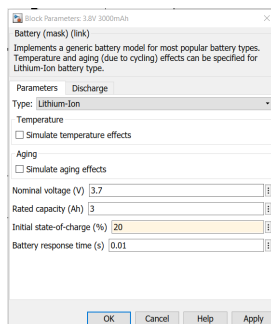 Block Parameters: 3.8V 3000mAh
Battery (mask) (link)
Implements a generic battery model for most popular battery types.
Temperature and aging (due to cycling) effects can be specified for
Lithium-Ion battery type.
Parameters Discharge
Type: Lithium-Ion
Temperature
Simulate temperature effects
Aging
Simulate aging effects
Nominal voltage (V) 3.7
Rated capacity (Ah) 3
Initial state-of-charge (%) 20
Battery response time (s) 0.01
OK Cancel Help Apply